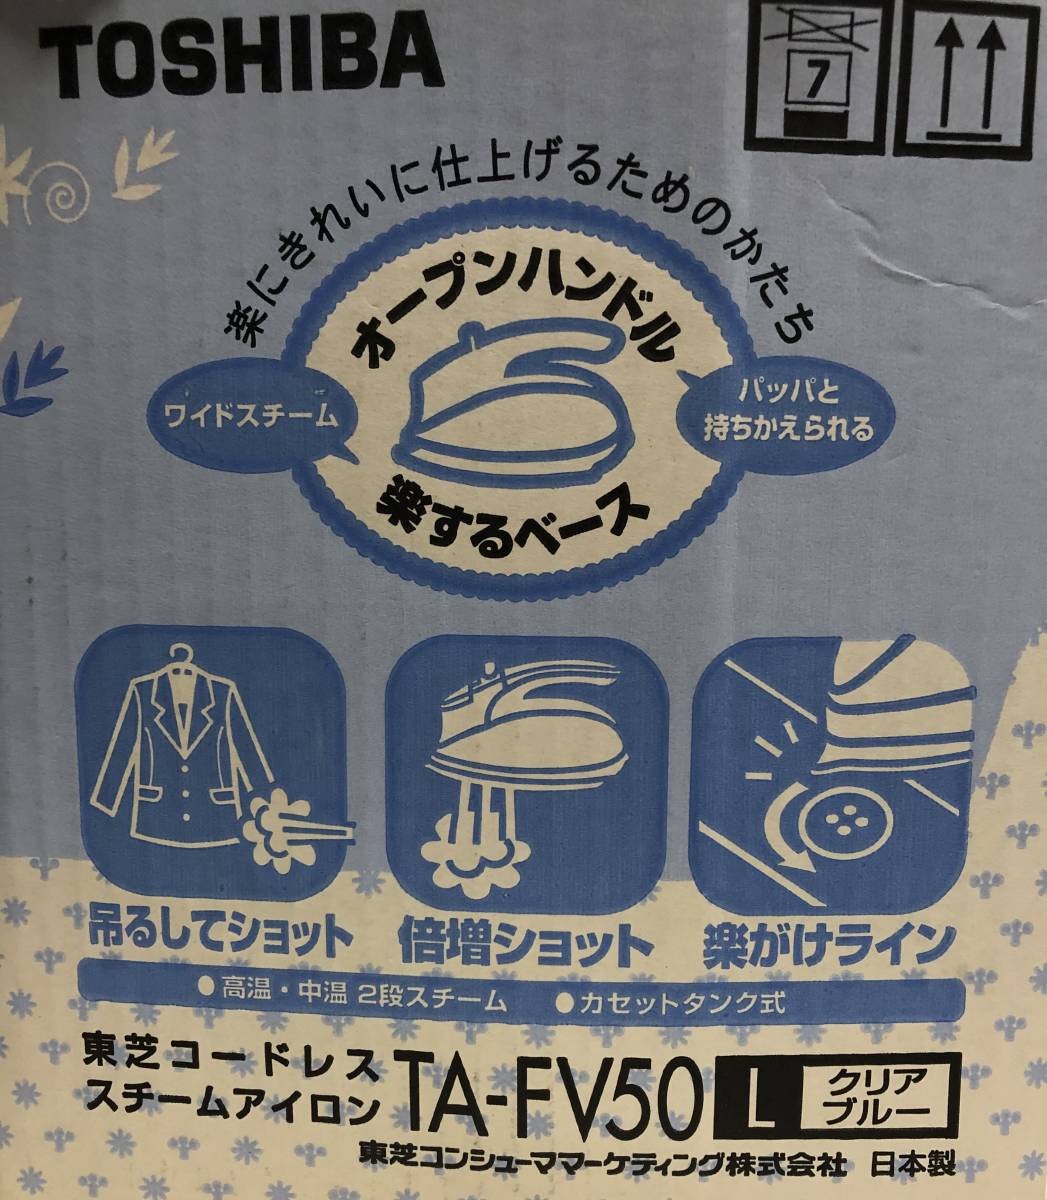 TOSHIBA
7
楽にきれいに仕上げるためのかたち
オープンハンドル
ワイドスチーム
パッパと
持ちかえられる
楽するベース
吊るしてショット
倍増ショット
楽がけライン
●高温・中温 2段スチーム ●カセットタンク式
東芝コードレス
スチームアイロン TA-FV50 L クリア
ブルー
東芝コンシューママーケティング株式会社 日本製